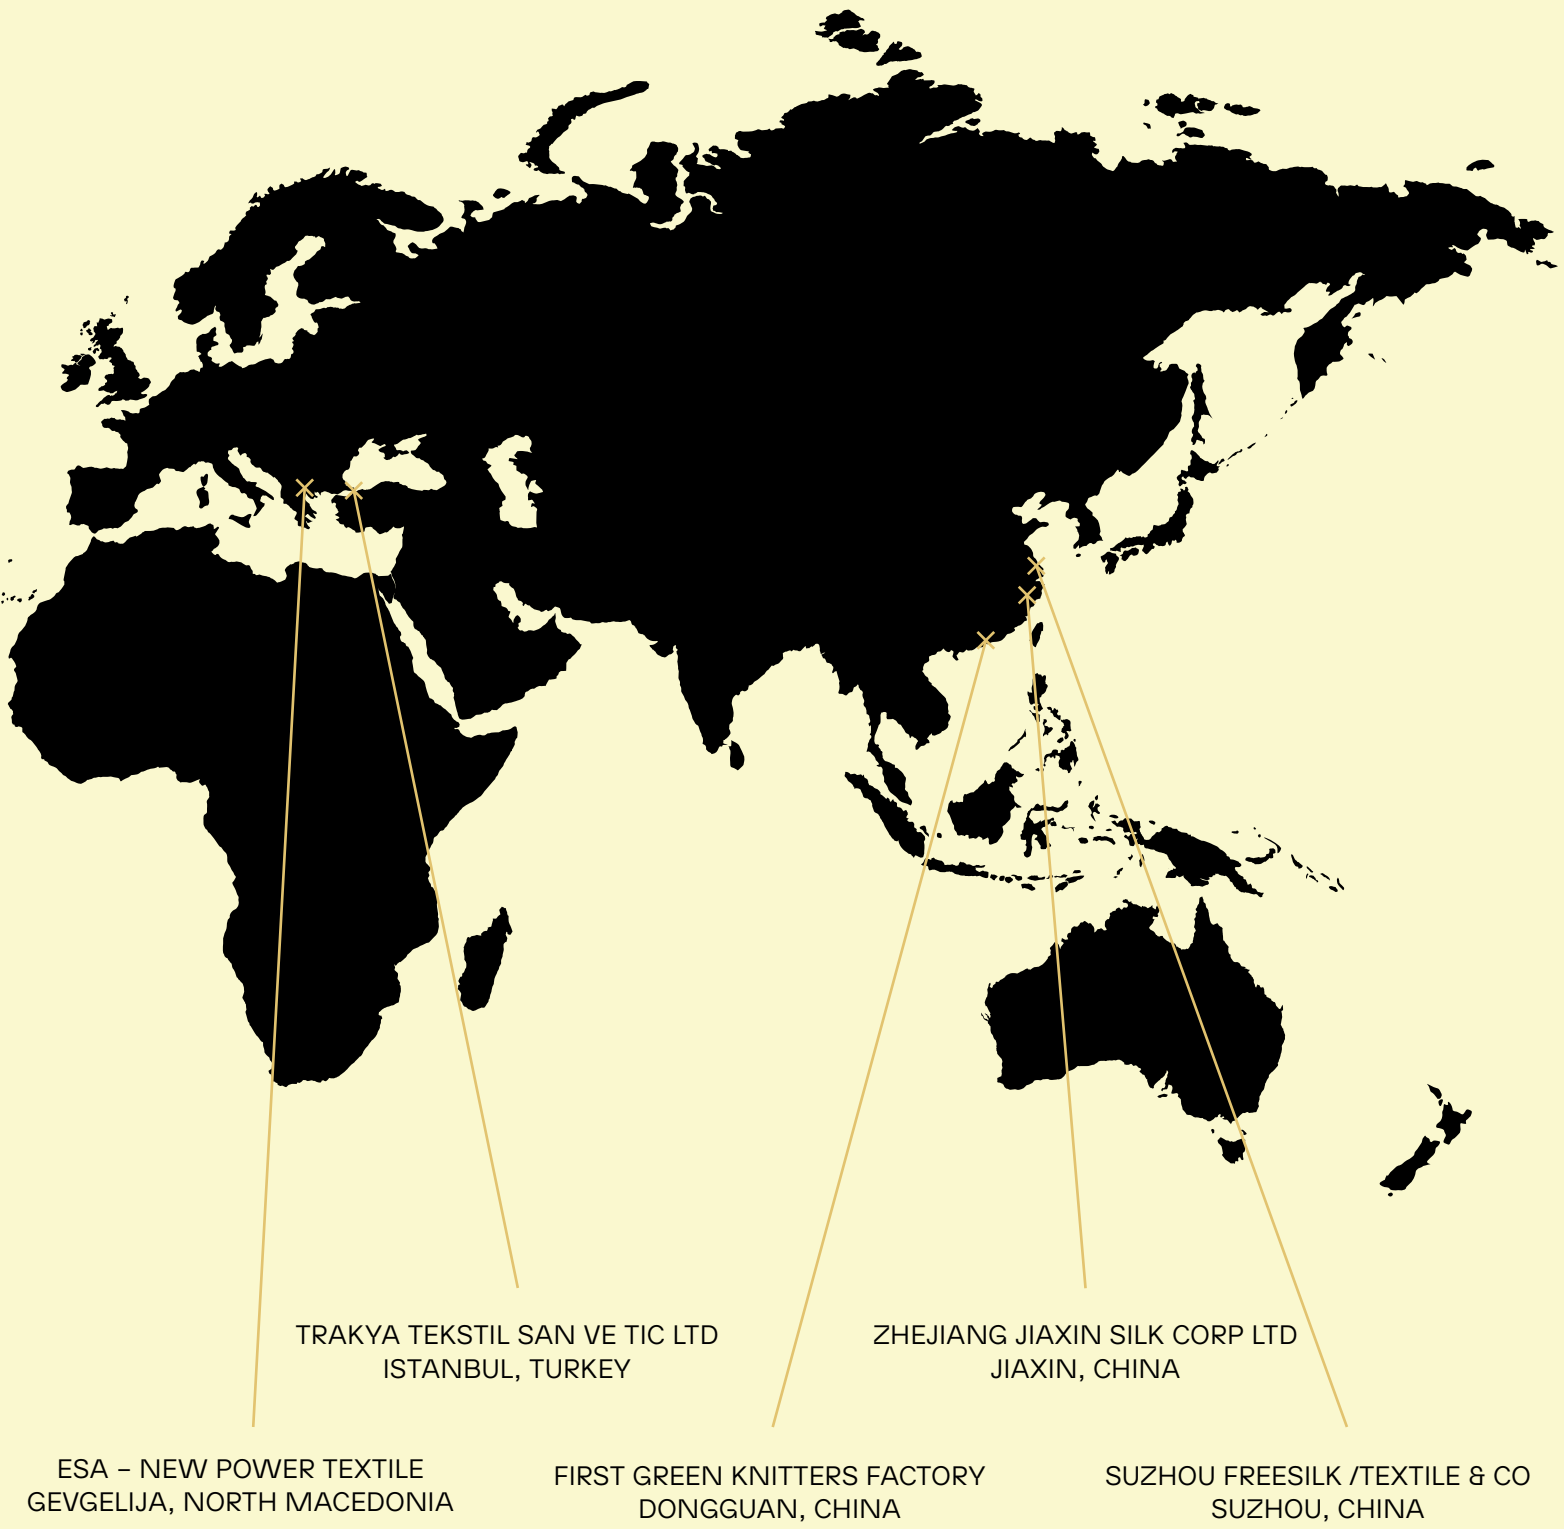 TRAKYA TEKSTIL SAN VE TIC LTD
ISTANBUL, TURKEY
ZHEJIANG JIAXIN SILK CORP LTD
JIAXIN, CHINA
ESA – NEW POWER TEXTILE
GEVGELIJA, NORTH MACEDONIA
FIRST GREEN KNITTERS FACTORY
DONGGUAN, CHINA
SUZHOU FREESILK /TEXTILE & CO
SUZHOU, CHINA